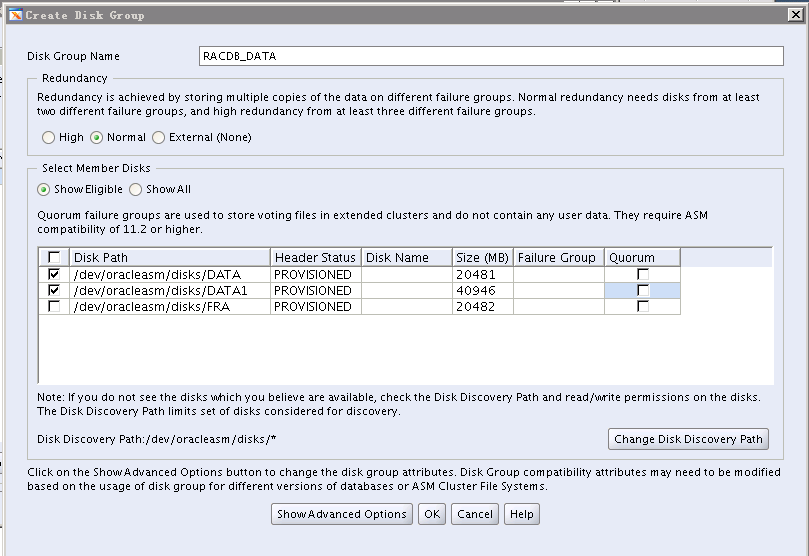 Create Disk Group
Disk Group Name RACDB_DATA
Redundancy
Redundancy is achieved by storing multiple copies of the data on different failure groups. Normal redundancy needs disks from at least
two different failure groups, and high redundancy from at least three different failure groups.
High Normal External (None)
Select Member Disks
Show Eligible Show All
Quorum failure groups are used to store voting files in extended clusters and do not contain any user data. They require ASM
compatibility of 11.2 or higher.
Disk Path Header Status Disk Name Size (MB) Failure Group Quorum
/dev/oracleasm/disks/DATA PROVISIONED 20481
/dev/oracleasm/disks/DATA1 PROVISIONED 40946
/dev/oracleasm/disks/FRA PROVISIONED 20482
Note: If you do not see the disks which you believe are available, check the Disk Discovery Path and read/write permissions on the disks.
The Disk Discovery Path limits set of disks considered for discovery.
Disk Discovery Path:/dev/oracleasm/disks/* Change Disk Discovery Path
Click on the Show Advanced Options button to change the disk group attributes. Disk Group compatibility attributes may need to be modified
based on the usage of disk group for different versions of databases or ASM Cluster File Systems.
Show Advanced Options OK Cancel Help